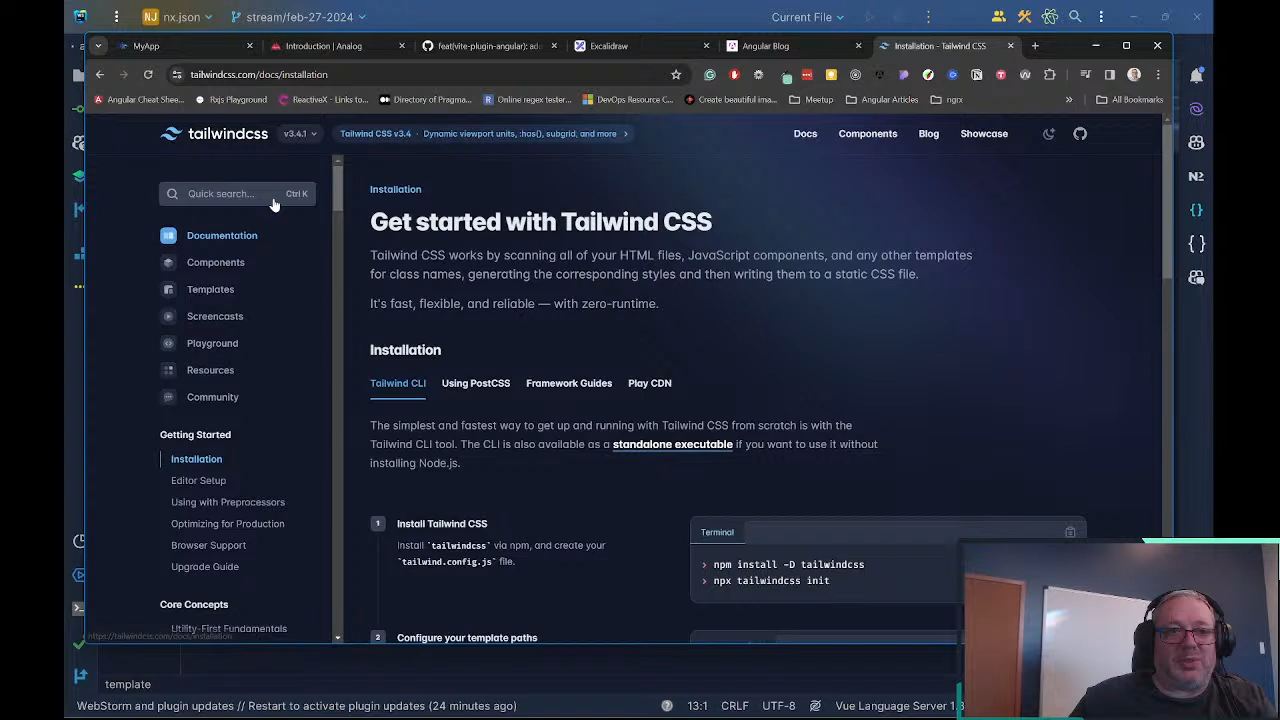 NJ nx.json
stream/feb-27-2024
Current File
MyApp
Introduction | Analog
feat(vite-plugin-angular): ad
Excalidraw
Angular Blog
Installation - Tailwind CSS
tailwindcss.com/docs/installation
Angular Cheat Shee...
Rxjs Playground
ReactiveX - Links to...
Directory of Pragma...
Online regex tester...
DevOps Resource C...
Create beautiful ima...
Meetup
Angular Articles
ngrx
All Bookmarks
tailwindcss
v3.4.1
Tailwind CSS v3.4 · Dynamic viewport units, :has(), subgrid, and more
Docs
Components
Blog
Showcase
Quick search...
Ctrl K
Documentation
Components
Templates
Screencasts
Playground
Resources
Community
Getting Started
Installation
Editor Setup
Using with Preprocessors
Optimizing for Production
Browser Support
Upgrade Guide
Core Concepts
Utility-First Fundamentals
https://tailwindcss.com/docs/installation
Installation
Get started with Tailwind CSS
Tailwind CSS works by scanning all of your HTML files, JavaScript components, and any other templates
for class names, generating the corresponding styles and then writing them to a static CSS file.
It's fast, flexible, and reliable — with zero-runtime.
Installation
Tailwind CLI
Using PostCSS
Framework Guides
Play CDN
The simplest and fastest way to get up and running with Tailwind CSS from scratch is with the
Tailwind CLI tool. The CLI is also available as a standalone executable if you want to use it without
installing Node.js.
1
Install Tailwind CSS
Install `tailwindcss` via npm, and create your
`tailwind.config.js` file.
Terminal
> npm install -D tailwindcss
> npx tailwindcss init
2
Configure your template paths
N2
template
WebStorm and plugin updates // Restart to activate plugin updates (24 minutes ago)
13:1
CRLF
UTF-8
Vue Language Server